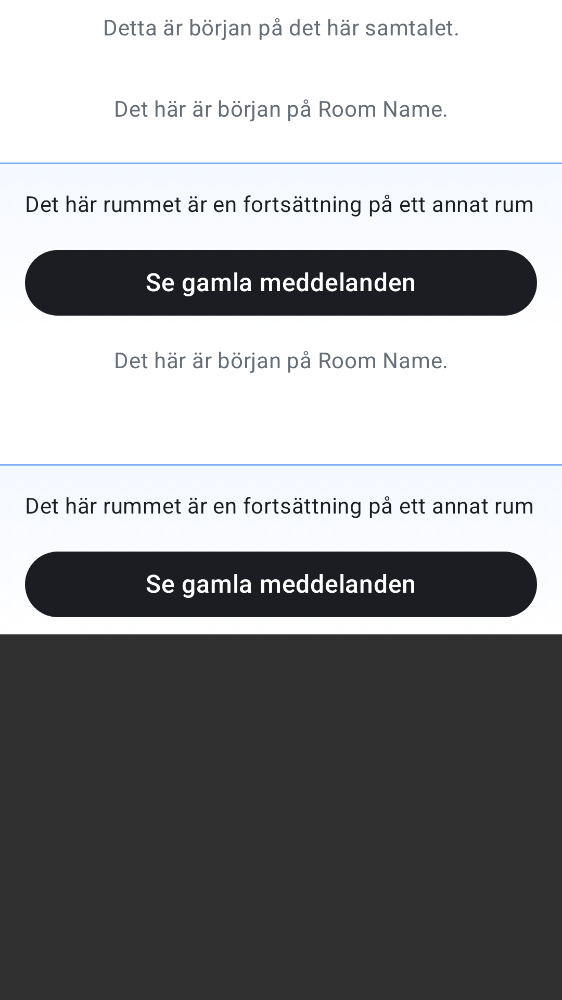 Detta är början på det här samtalet.
Det här är början på Room Name.
Det här rummet är en fortsättning på ett annat rum
Se gamla meddelanden
Det här är början på Room Name.
Det här rummet är en fortsättning på ett annat rum
Se gamla meddelanden